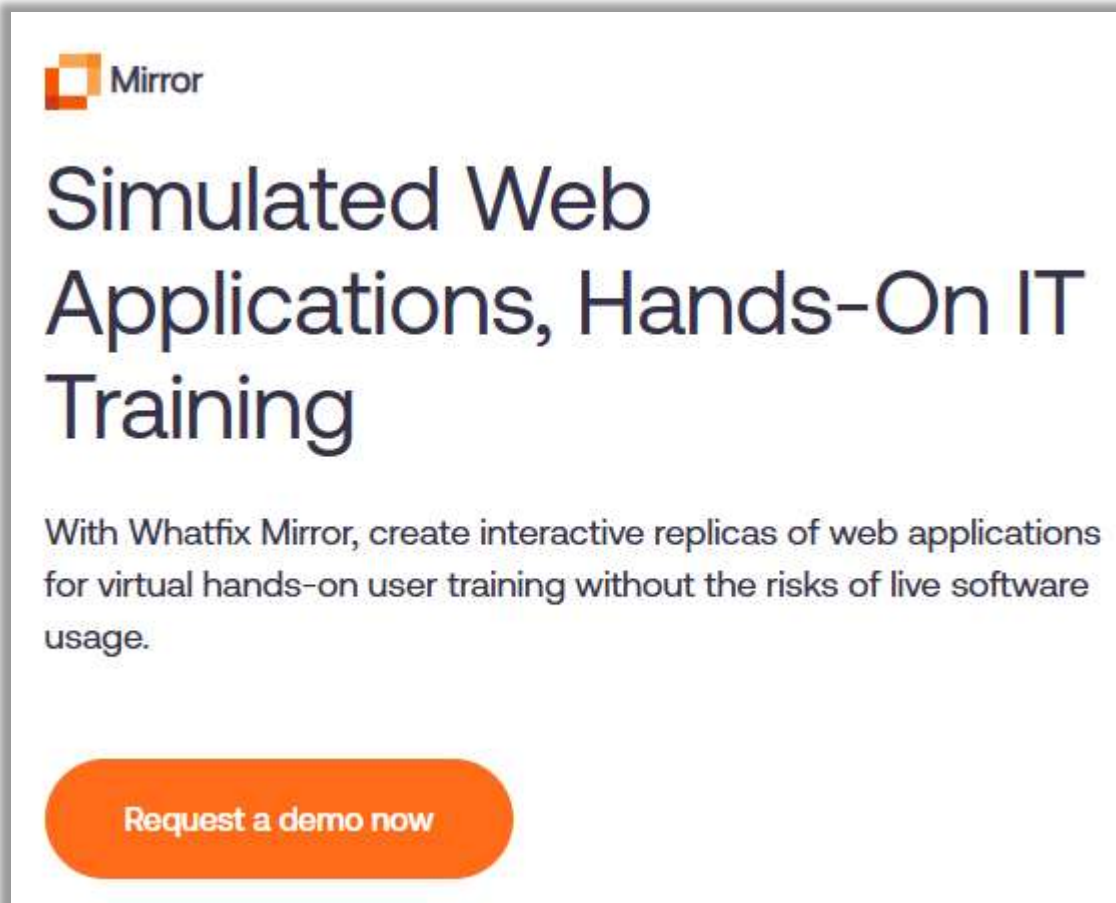 Mirror
Simulated Web
Applications, Hands-On IT
Training
With Whatfix Mirror, create interactive replicas of web applications
for virtual hands-on user training without the risks of live software
usage.
Request a demo now